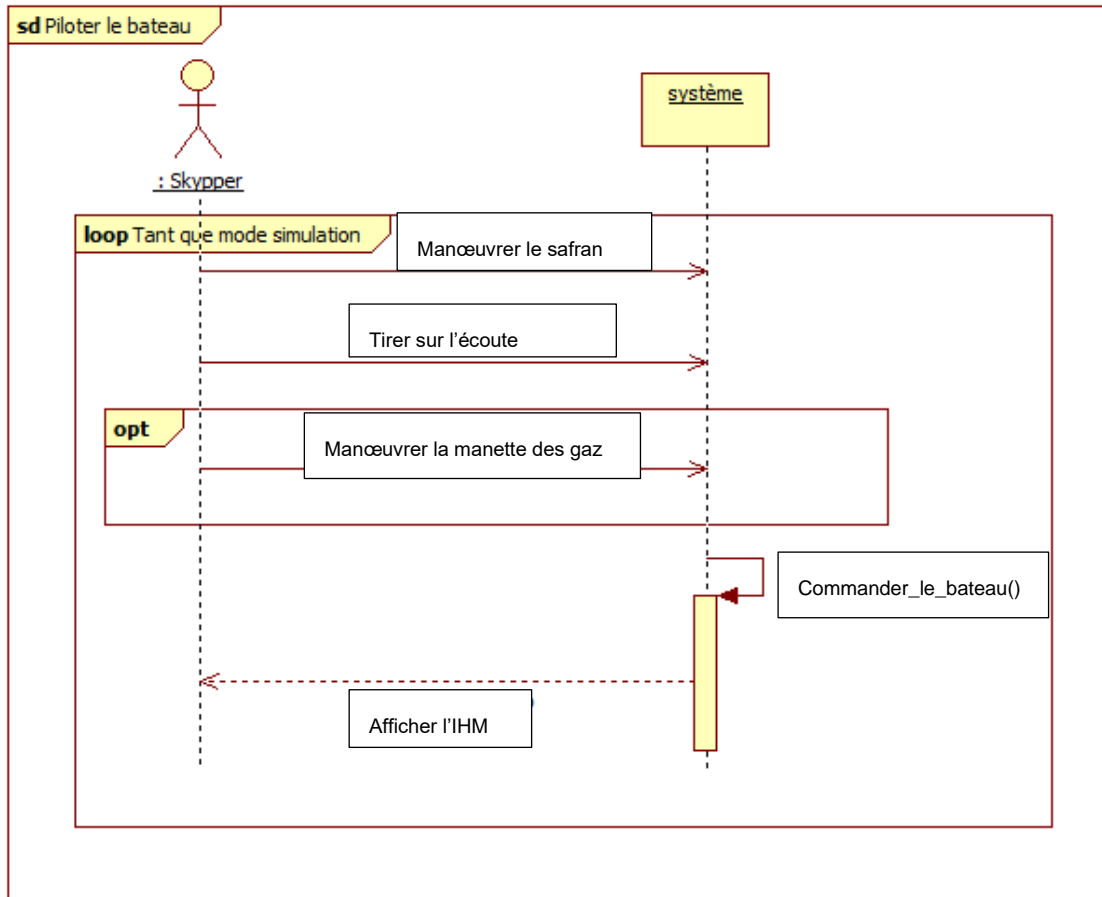 sd Piloter le bateau
système
: Skypper
loop Tant que mode simulation
Manœuvrer le safran
Tirer sur l'écoute
opt
Manœuvrer la manette des gaz
Commander_le_bateau()
Afficher l'IHM